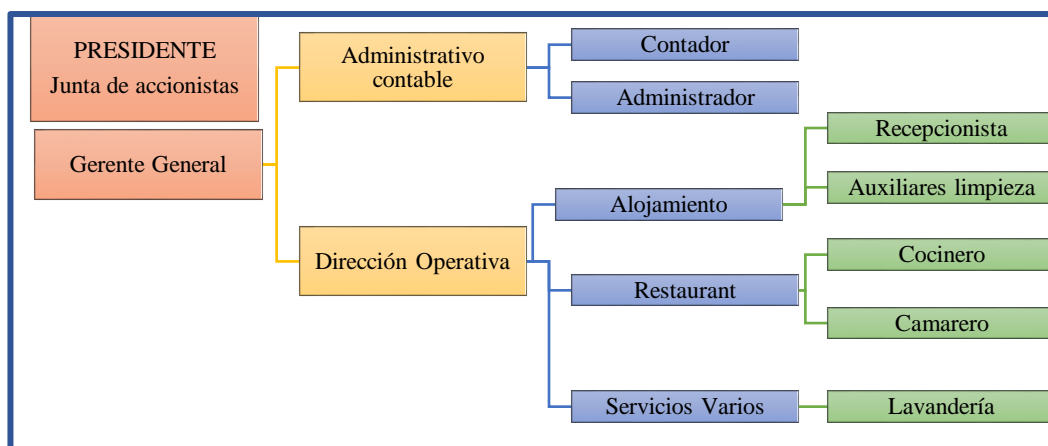 PRESIDENTE
Junta de accionistas
Gerente General
Administrativo
contable
Contador
Administrador
Dirección Operativa
Alojamiento
Recepcionista
Auxiliares limpieza
Restaurant
Cocinero
Camarero
Servicios Varios
Lavandería